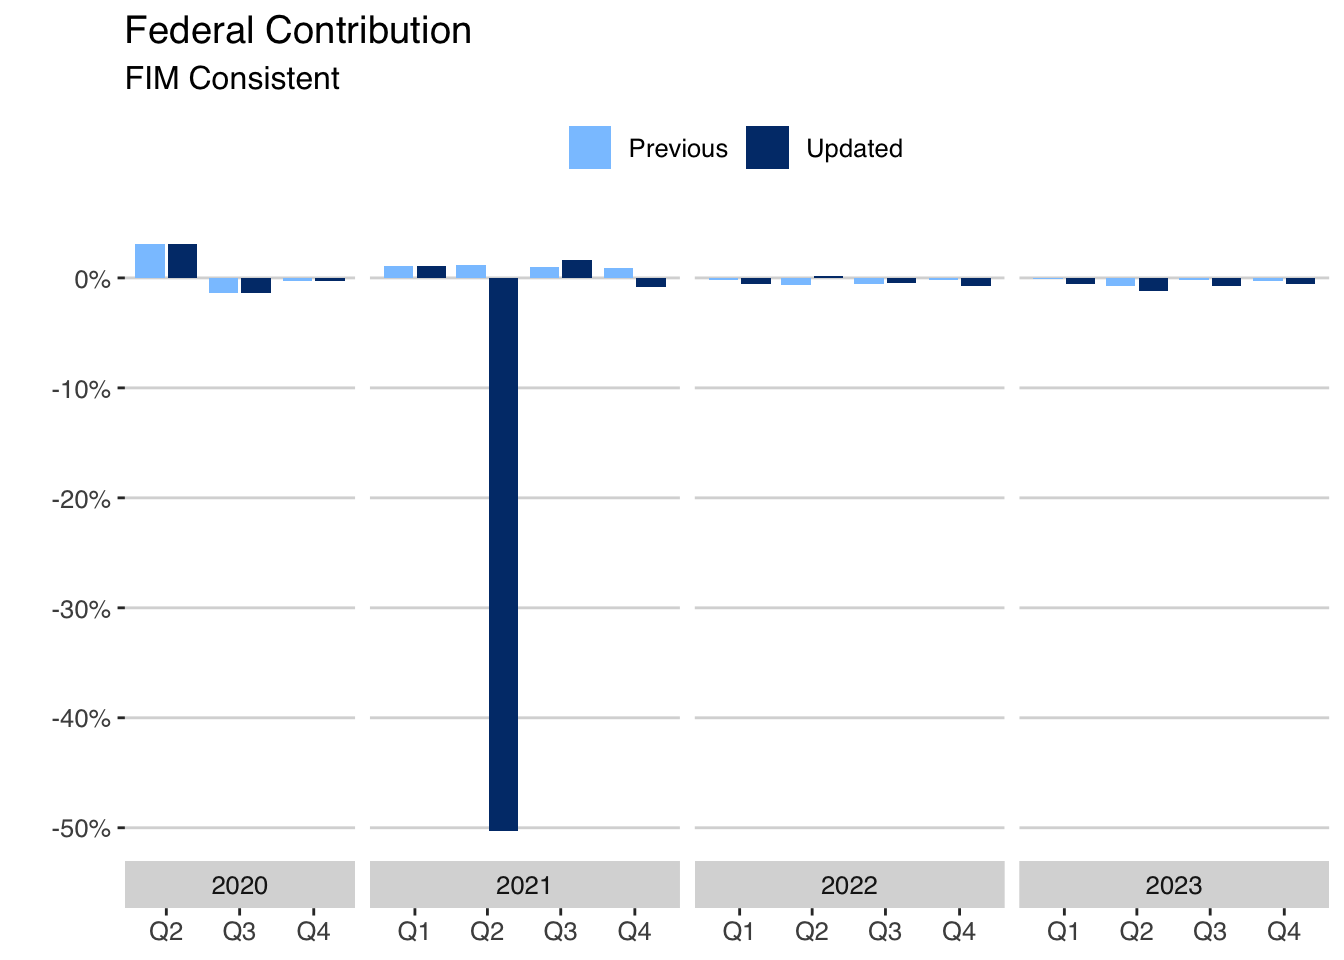 Federal Contribution
FIM Consistent
Previous Updated
0%
-10%
-20%
-30%
-40%
-50%
2020 2021 2022 2023
Q2 Q3 Q4 Q1 Q2 Q3 Q4 Q1 Q2 Q3 Q4 Q1 Q2 Q3 Q4